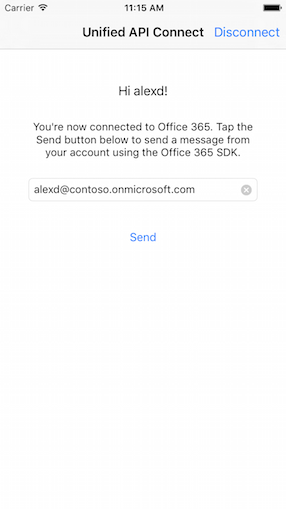 Carrier 11:15 AM
Unified API Connect Disconnect
Hi alexd!
You're now connected to Office 365. Tap the
Send button below to send a message from
your account using the Office 365 SDK.
alexd@contoso.onmicrosoft.com
Send